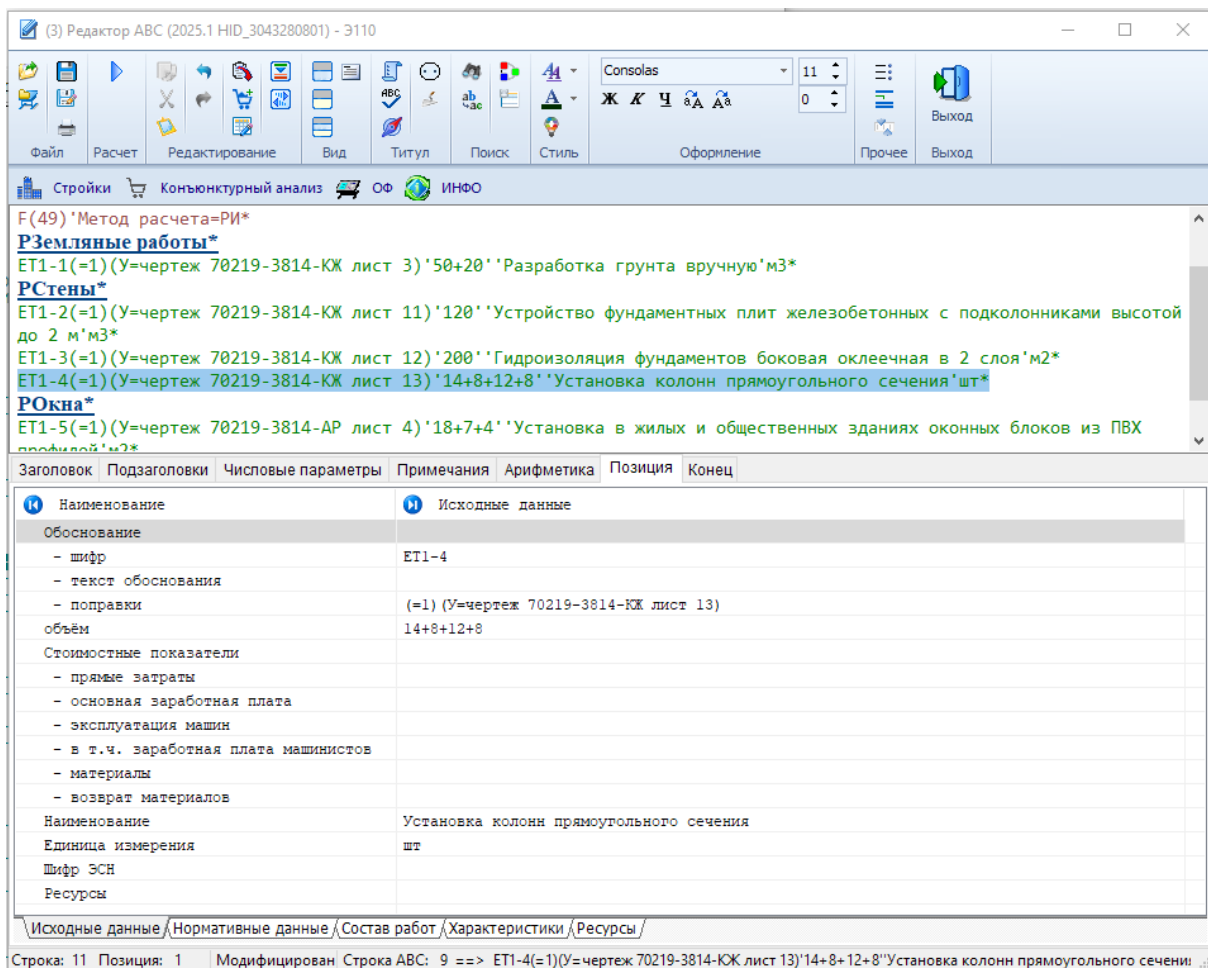 (3) Редактор АВС (2025.1 HID_3043280801) - Э110
Consolas 11
Ж К Ч 0
Выход
Файл Расчет Редактирование Вид Титул Поиск Стиль Оформление Прочее Выход
Стройки Конъюнктурный анализ ОФ ИНФО
F(49)'Метод расчета=РИ*
РЗемляные работы*
ЕТ1-1(=1)(У=чертеж 70219-3814-КЖ лист 3)'50+20''Разработка грунта вручную'м3*
РСтены*
ЕТ1-2(=1)(У=чертеж 70219-3814-КЖ лист 11)'120''Устройство фундаментных плит железобетонных с подколонниками высотой
до 2 м'м3*
ЕТ1-3(=1)(У=чертеж 70219-3814-КЖ лист 12)'200''Гидроизоляция фундаментов боковая оклеечная в 2 слоя'м2*
ЕТ1-4(=1)(У=чертеж 70219-3814-КЖ лист 13)'14+8+12+8''Установка колонн прямоугольного сечения'шт*
РОкна*
ЕТ1-5(=1)(У=чертеж 70219-3814-АР лист 4)'18+7+4''Установка в жилых и общественных зданиях оконных блоков из ПВХ
профилей'м2*
Заголовок Подзаголовки Числовые параметры Примечания Арифметика Позиция Конец
Наименование Исходные данные
Обоснование
- шифр ЕТ1-4
- текст обоснования
- поправки (=1)(У=чертеж 70219-3814-КЖ лист 13)
объём 14+8+12+8
Стоимостные показатели
- прямые затраты
- основная заработная плата
- эксплуатация машин
- в т.ч. заработная плата машинистов
- материалы
- возврат материалов
Наименование Установка колонн прямоугольного сечения
Единица измерения шт
Шифр ЭСН
Ресурсы
Исходные данные Нормативные данные Состав работ Характеристики Ресурсы
Строка: 11 Позиция: 1 Модифицирован Строка АВС: 9 ==> ЕТ1-4(=1)(У=чертеж 70219-3814-КЖ лист 13)'14+8+12+8''Установка колонн прямоугольного сечени